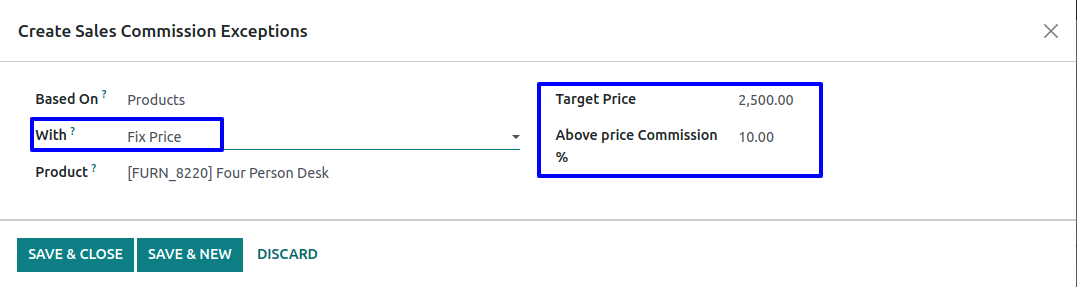 Create Sales Commission Exceptions
Based On ? Products
With ? Fix Price
Product ? [FURN_8220] Four Person Desk
Target Price 2,500.00
Above price Commission 10.00
%
SAVE & CLOSE SAVE & NEW DISCARD